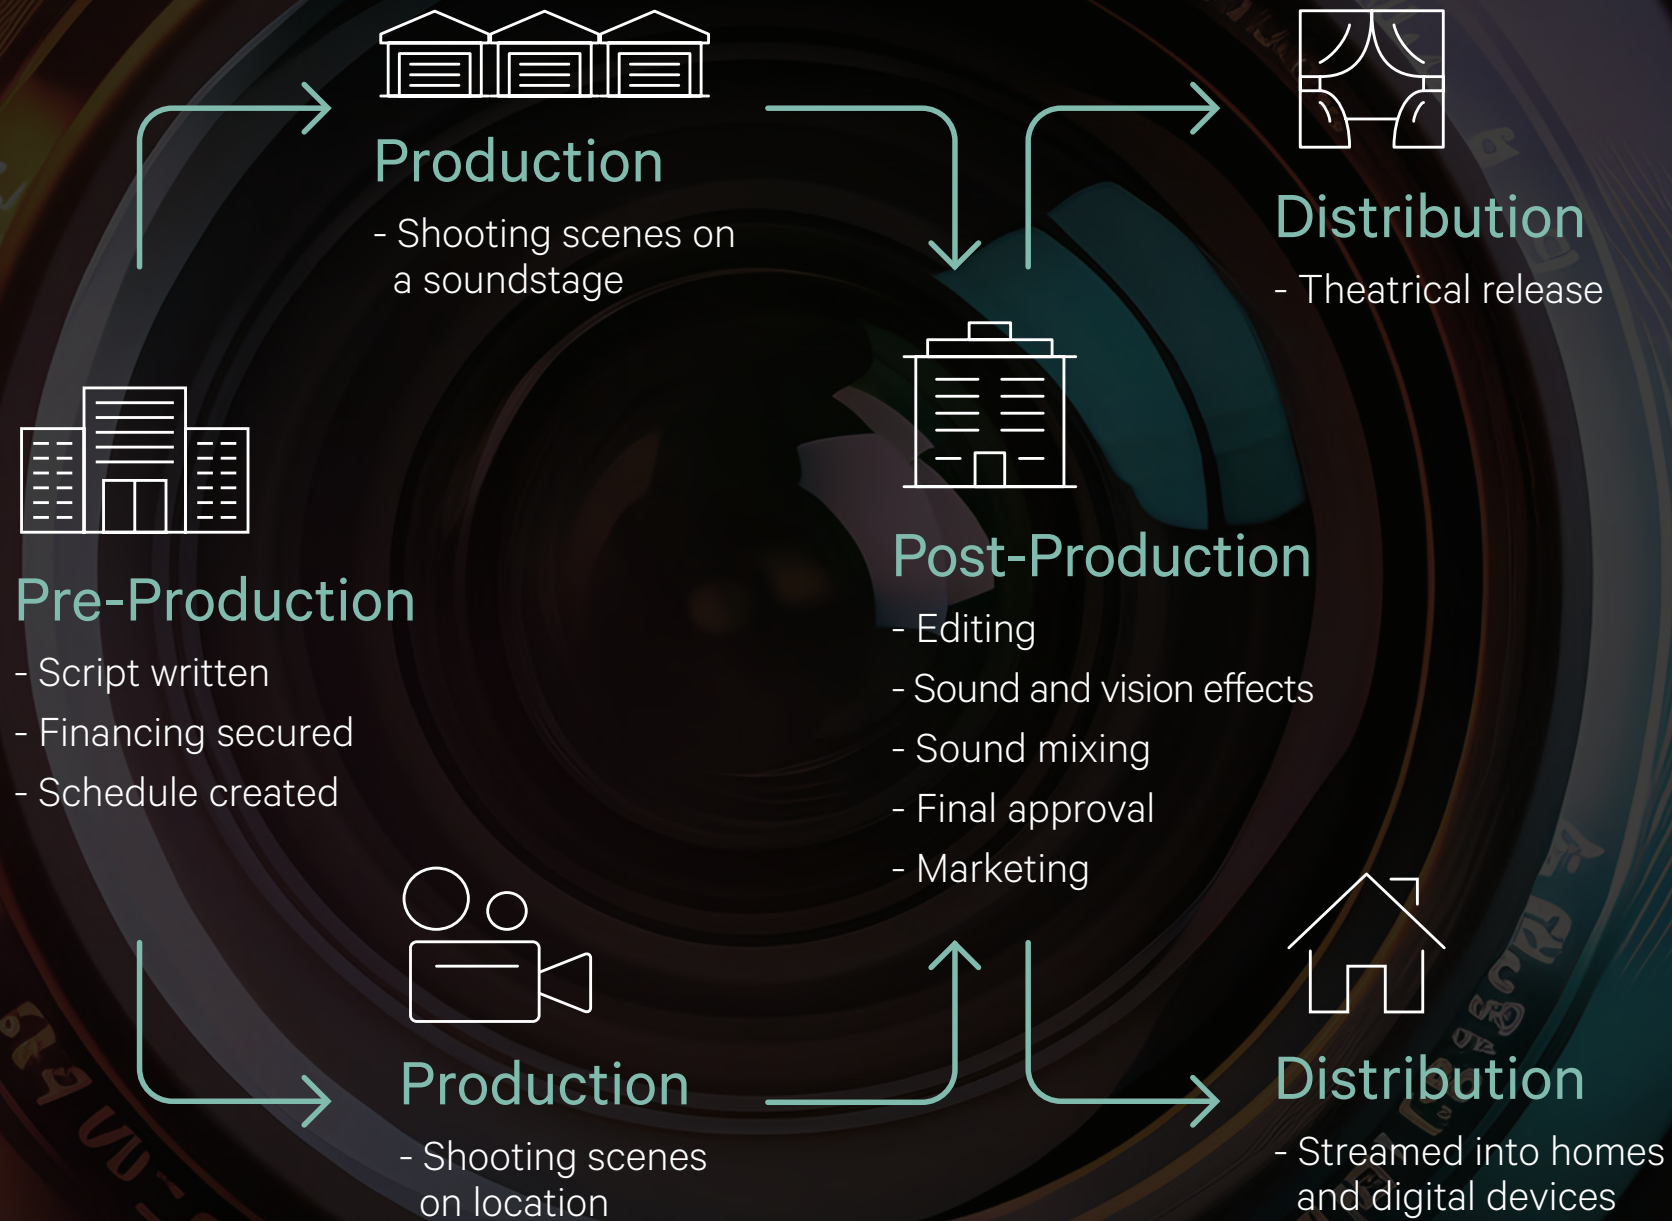 Production
- Shooting scenes on
a soundstage
Distribution
- Theatrical release
Pre-Production
- Script written
- Financing secured
- Schedule created
Post-Production
- Editing
- Sound and vision effects
- Sound mixing
- Final approval
- Marketing
Production
- Shooting scenes
on location
Distribution
- Streamed into homes
and digital devices